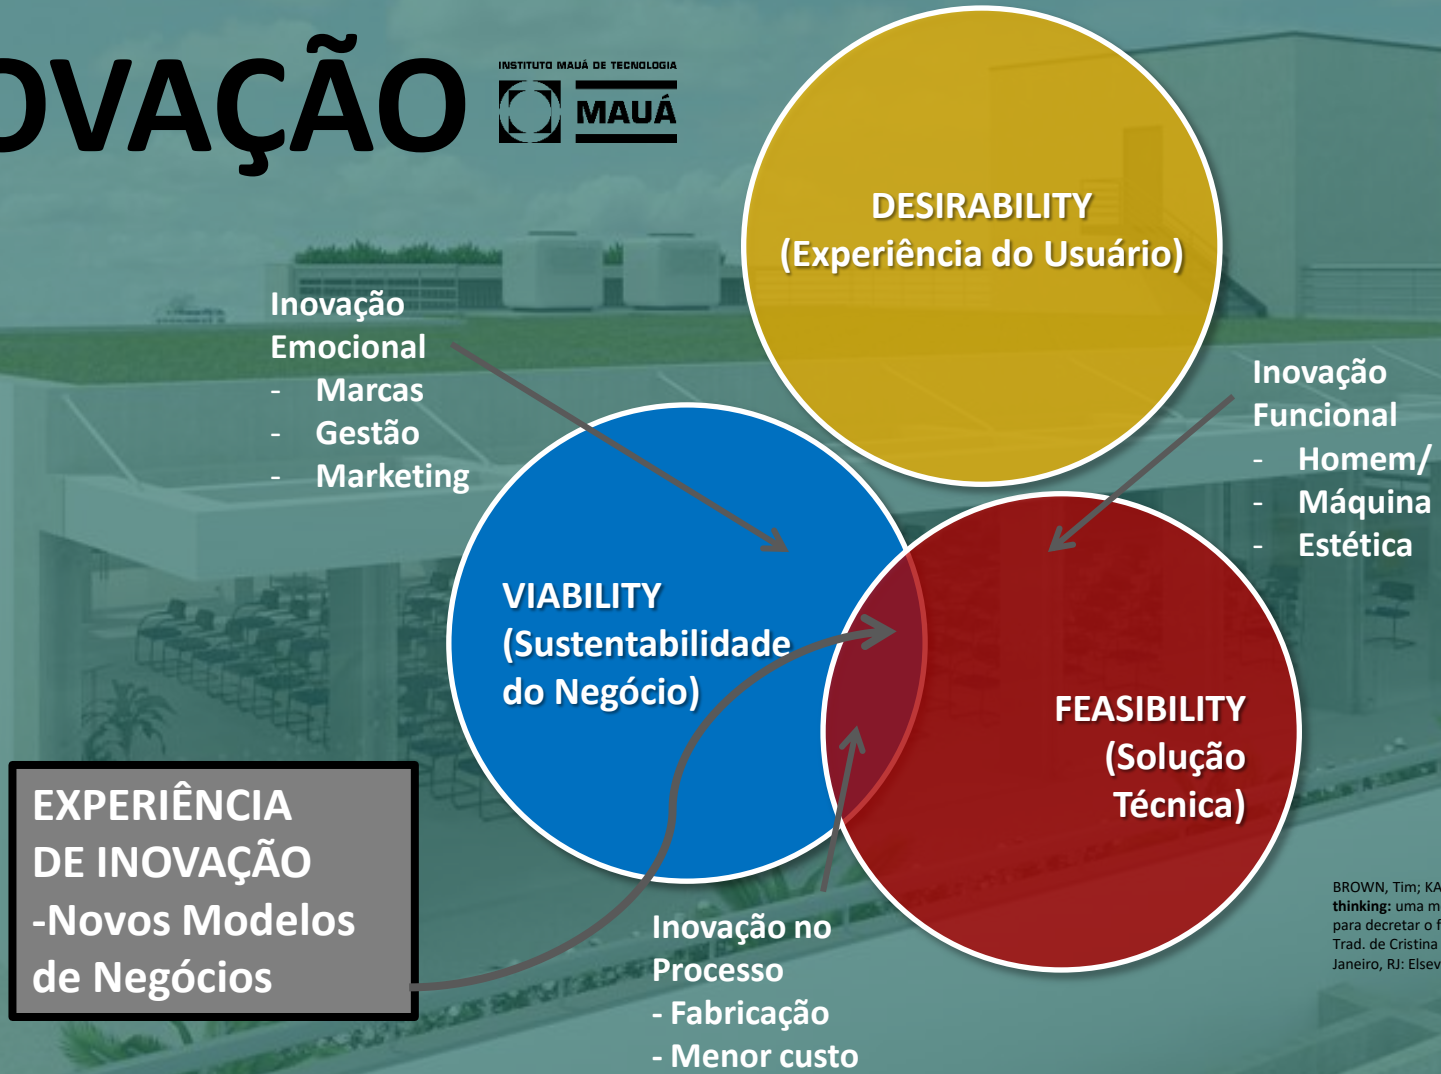 OVAÇÃO
INSTITUTO MAUÁ DE TECNOLOGIA
MAUÁ
DESIRABILITY
(Experiência do Usuário)
Inovação
Emocional
- Marcas
- Gestão
- Marketing
Inovação
Funcional
- Homem/
- Máquina
- Estética
VIABILITY
(Sustentabilidade
do Negócio)
FEASIBILITY
(Solução
Técnica)
EXPERIÊNCIA
DE INOVAÇÃO
-Novos Modelos
de Negócios
Inovação no
Processo
- Fabricação
- Menor custo
BROWN, Tim; KA
thinking: uma m
para decretar o f
Trad. de Cristina
Janeiro, RJ: Elsev